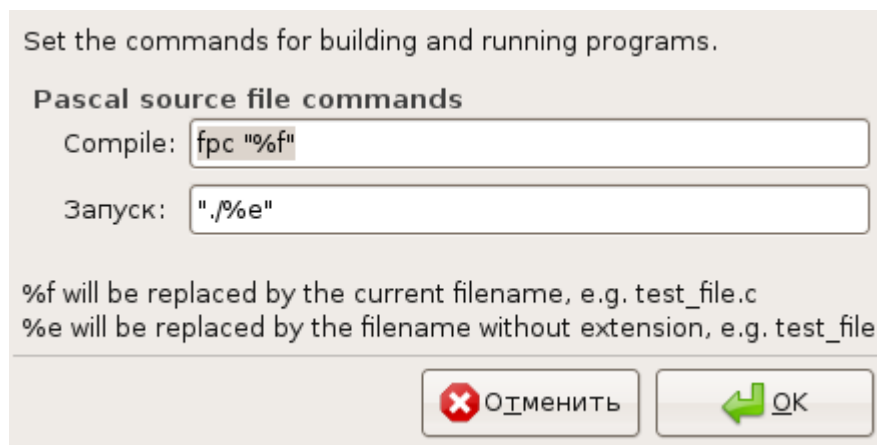 Set the commands for building and running programs.
Pascal source file commands
Compile: fpc "%f"
Запуск: "./%e"
%f will be replaced by the current filename, e.g. test_file.c
%e will be replaced by the filename without extension, e.g. test_file
Отменить OK